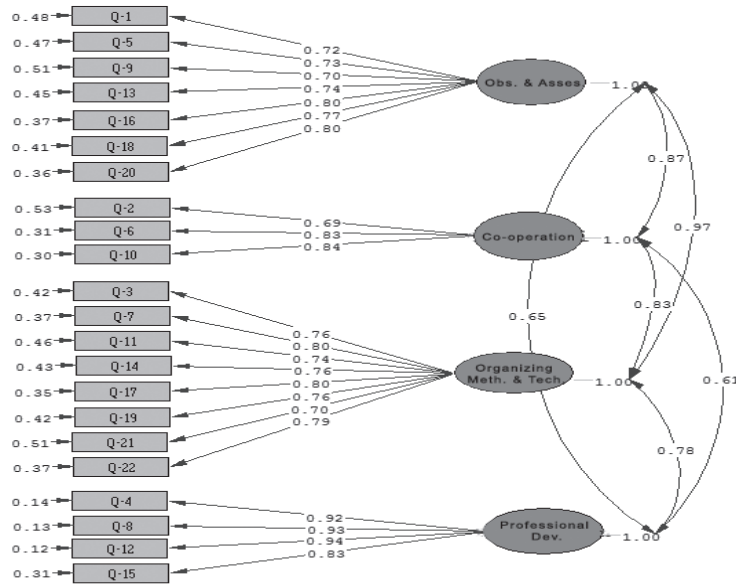 0.48 Q-1 0.72
0.47 Q-5 0.73
0.51 Q-9 0.70
0.45 Q-13 0.74
0.37 Q-16 0.80
0.41 Q-18 0.77
0.36 Q-20 0.80
Obs. & Asses 1.00
0.87
0.97
0.53 Q-2 0.69
0.31 Q-6 0.83
0.30 Q-10 0.84
Co-operation 1.00
0.83
0.65
0.61
0.42 Q-3 0.76
0.37 Q-7 0.80
0.46 Q-11 0.74
0.43 Q-14 0.76
0.35 Q-17 0.80
0.42 Q-19 0.76
0.51 Q-21 0.70
0.37 Q-22 0.79
Organizing
Meth. & Tech 1.00
0.78
0.14 Q-4 0.92
0.13 Q-8 0.93
0.12 Q-12 0.94
0.31 Q-15 0.83
Professional
Dev. 1.00